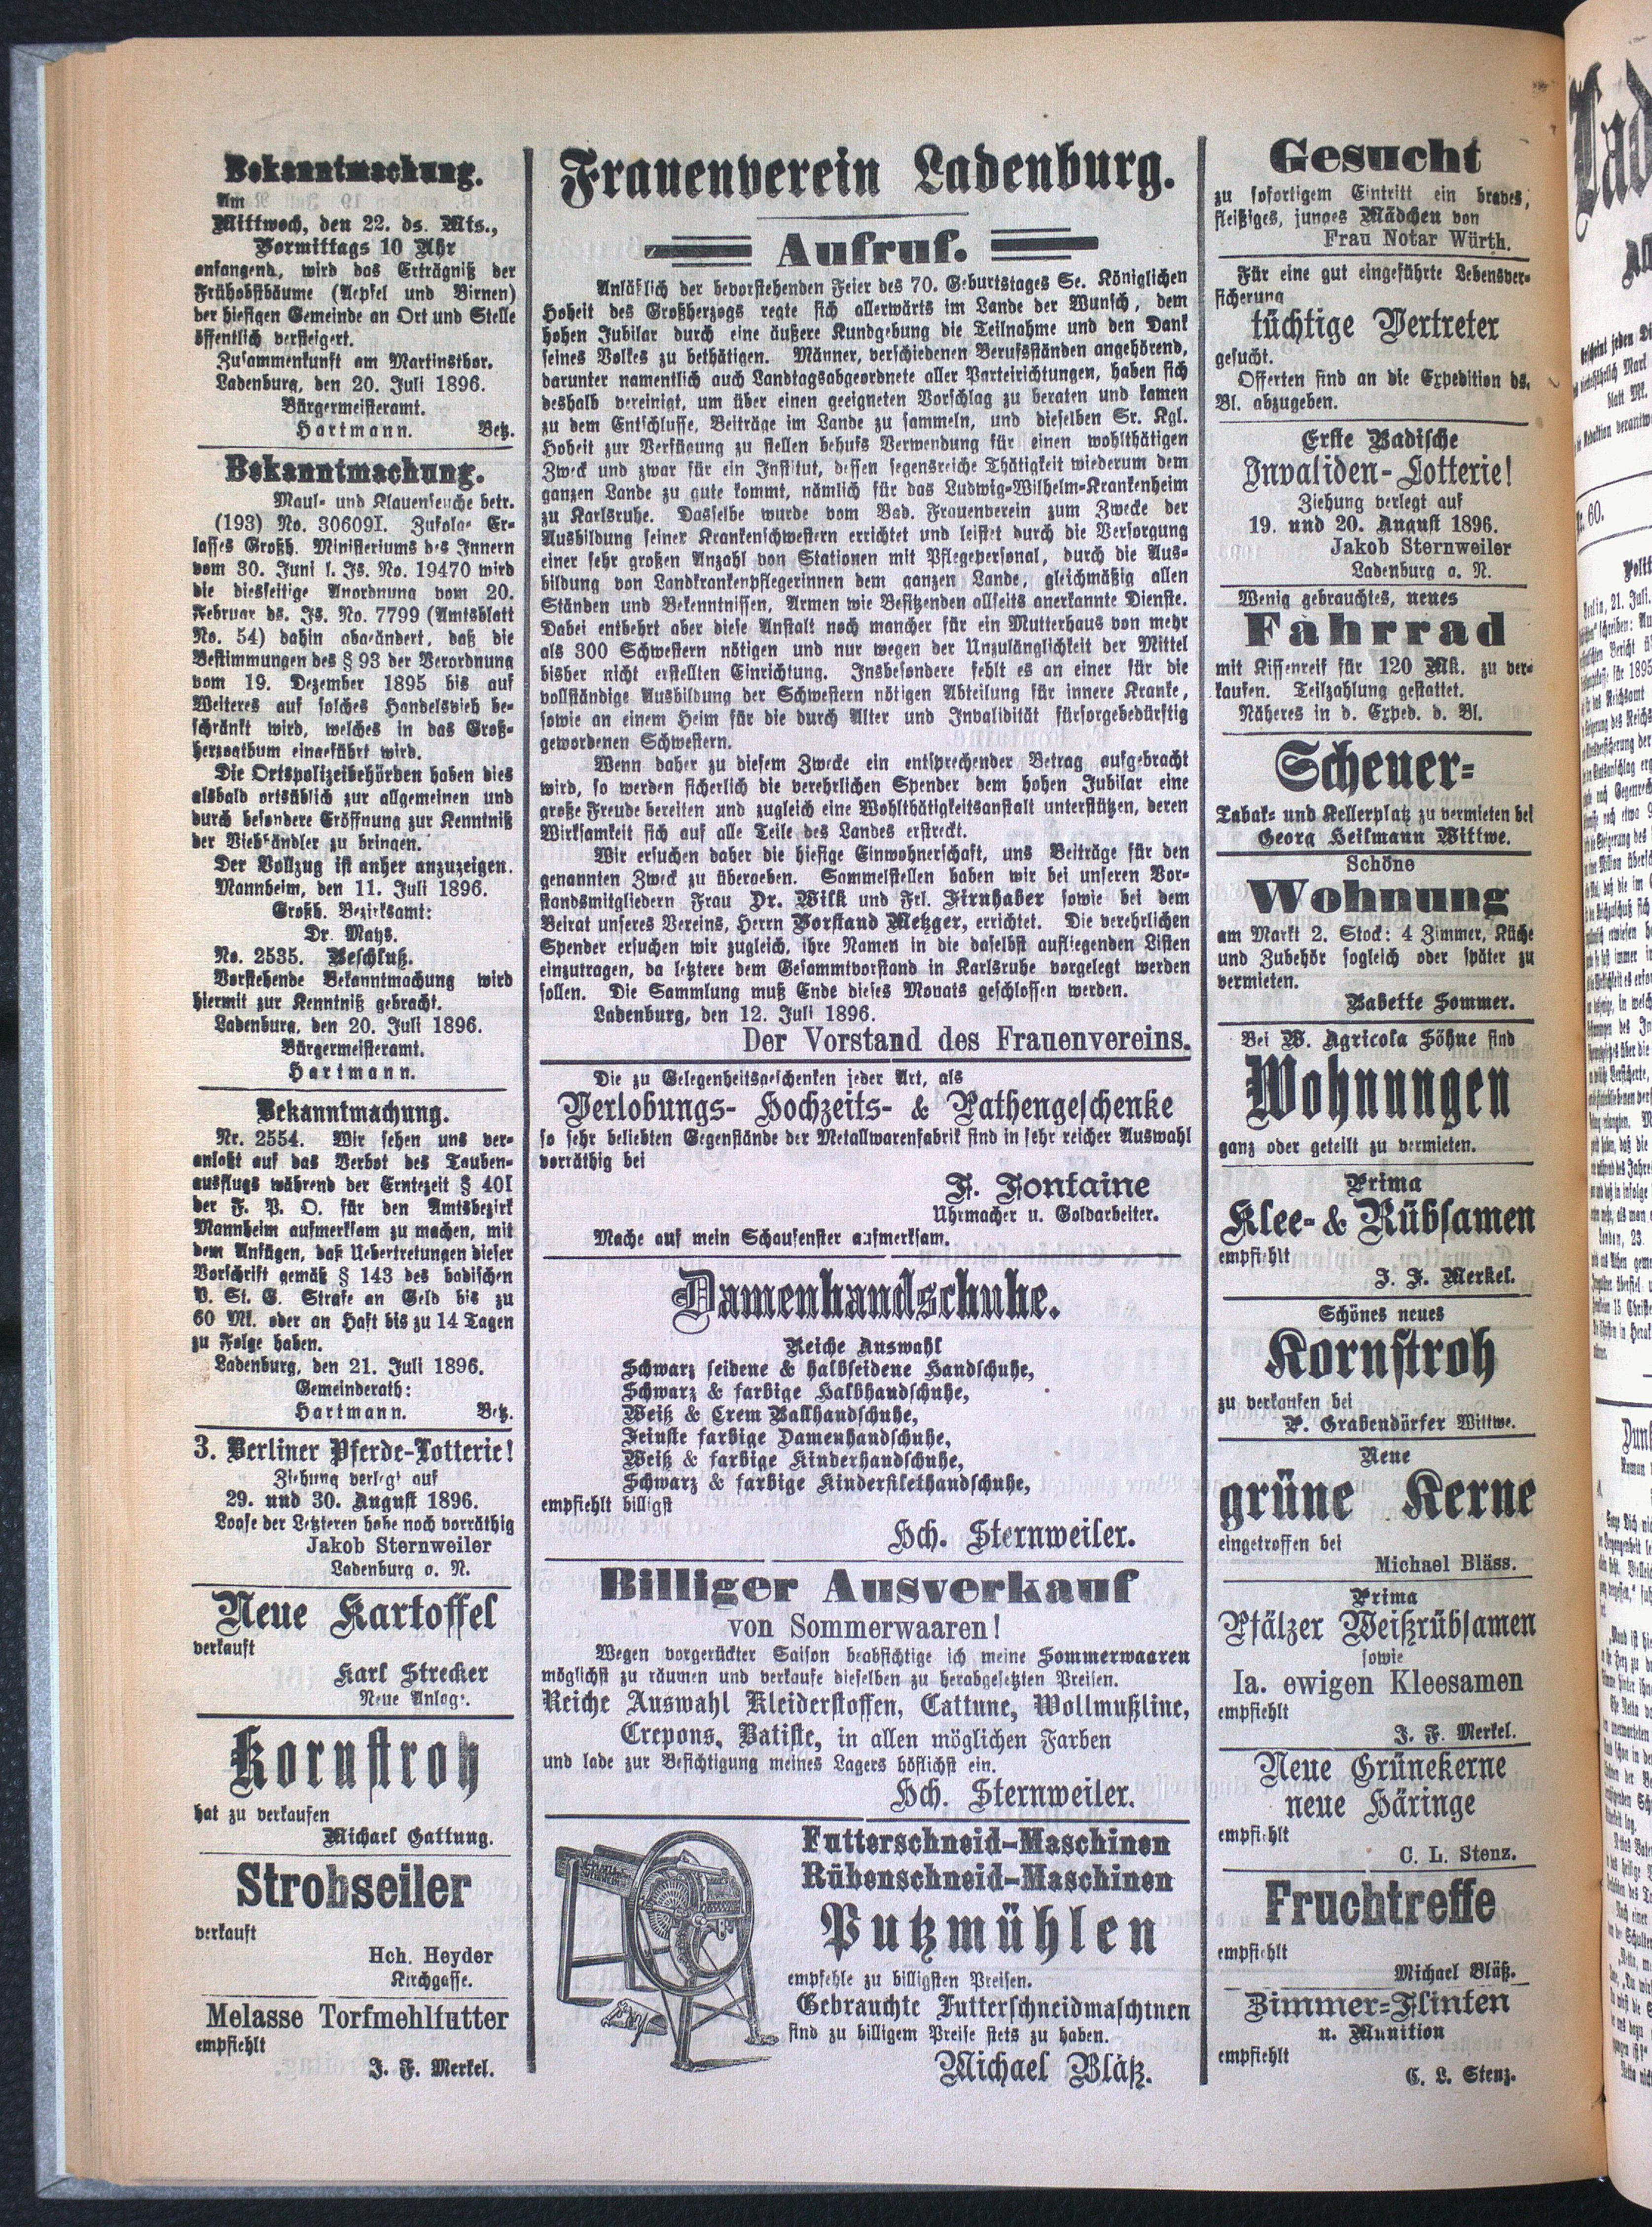 Bekanntmachung.
Am
Mittwoch, den 22. ds. Mts.,
Vormittags 10 Uhr
anfangend, wird das Erträgniß der
Frühobstbäume (Aepfel und Birnen)
der hiesigen Gemeinde an Ort und Stelle
öffentlich versteigert.
Zusammenkunft am Martinsthor.
Ladenburg, den 20. Juli 1896.
Bürgermeisteramt.
Hartmann. Betz.
Bekanntmachung.
Maul- und Klauenseuche betr.
(193) No. 30609I. Zufolge Er-
lasses Großh. Ministeriums des Innern
vom 30. Juni l. Js. No. 19470 wird
die diesseitige Anordnung vom 20.
Februar ds. Js. No. 7799 (Amtsblatt
No. 54) dahin abgeändert, daß die
Bestimmungen des § 93 der Verordnung
vom 19. Dezember 1895 bis auf
Weiteres auf solches Handelsvieh be-
schränkt wird, welches in das Groß-
herzogthum eingeführt wird.
Die Ortspolizeibehörden haben dies
alsbald ortsüblich zur allgemeinen und
durch besondere Eröffnung zur Kenntniß
der Viehhändler zu bringen.
Der Vollzug ist anher anzuzeigen.
Mannheim, den 11. Juli 1896.
Großh. Bezirksamt:
Dr. Mays.
No. 2535. Beschluß.
Vorstehende Bekanntmachung wird
hiermit zur Kenntniß gebracht.
Ladenburg, den 20. Juli 1896.
Bürgermeisteramt.
Hartmann.
Bekanntmachung.
Nr. 2554. Wir sehen uns ver-
anlaßt auf das Verbot des Tauben-
ausflugs während der Erntezeit § 40I
der F. P. O. für den Amtsbezirk
Mannheim aufmerksam zu machen, mit
dem Anfügen, daß Uebertretungen dieser
Vorschrift gemäß § 143 des badischen
P. St. G. Strafe an Geld bis zu
60 Mk. oder an Haft bis zu 14 Tagen
zu Folge haben.
Ladenburg, den 21. Juli 1896.
Gemeinderath:
Hartmann. Betz.
3. Berliner Pferde-Lotterie!
Ziehung verlegt auf
29. und 30. August 1896.
Loose der Letzteren habe noch vorräthig
Jakob Sternweiler
Ladenburg a. N.
Neue Kartoffel
verkauft
Karl Strecker
Neue Anlage.
Kornstroh
hat zu verkaufen
Michael Gattung.
Strohseiler
verkauft
Hch. Heyder
Kirchgasse.
Melasse Torfmehlfutter
empfiehlt
J. F. Merkel.
Frauenverein Ladenburg.
Aufruf.
Anläßlich der bevorstehenden Feier des 70. Geburtstages Se. Königlichen
Hoheit des Großherzogs regte sich allerwärts im Lande der Wunsch, dem
hohen Jubilar durch eine äußere Kundgebung die Teilnahme und den Dank
seines Volkes zu bethätigen. Männer, verschiedenen Berufsständen angehörend,
darunter namentlich auch Landtagsabgeordnete aller Parteirichtungen, haben sich
deshalb vereinigt, um über einen geeigneten Vorschlag zu beraten und kamen
zu dem Entschlusse, Beiträge im Lande zu sammeln, und dieselben Sr. Kgl.
Hoheit zur Verfügung zu stellen behufs Verwendung für einen wohlthätigen
Zweck und zwar für ein Institut, dessen segensreiche Thätigkeit wiederum dem
ganzen Lande zu gute kommt, nämlich für das Ludwig-Wilhelm-Krankenheim
zu Karlsruhe. Dasselbe wurde vom Bad. Frauenverein zum Zwecke der
Ausbildung seiner Krankenschwestern errichtet und leistet durch die Versorgung
einer sehr großen Anzahl von Stationen mit Pflegepersonal, durch die Aus-
bildung von Landkrankenpflegerinnen dem ganzen Lande, gleichmäßig allen
Ständen und Bekenntnissen, Armen wie Besitzenden allseits anerkannte Dienste.
Dabei entbehrt aber diese Anstalt noch mancher für ein Mutterhaus von mehr
als 300 Schwestern nötigen und nur wegen der Unzulänglichkeit der Mittel
bisher nicht erstellten Einrichtung. Insbesondere fehlt es an einer für die
vollständige Ausbildung der Schwestern nötigen Abteilung für innere Kranke,
sowie an einem Heim für die durch Alter und Invalidität fürsorgebedürftig
gewordenen Schwestern.
Wenn daher zu diesem Zwecke ein entsprechender Betrag aufgebracht
wird, so werden sicherlich die verehrlichen Spender dem hohen Jubilar eine
große Freude bereiten und zugleich eine Wohlthätigkeitsanstalt unterstützen, deren
Wirksamkeit sich auf alle Teile des Landes erstreckt.
Wir ersuchen daher die hiesige Einwohnerschaft, uns Beiträge für den
genannten Zweck zu übergeben. Sammelstellen haben wir bei unseren Vor-
standsmitgliedern Frau Dr. Wilk und Frl. Firnhaber sowie bei dem
Beirat unseres Vereins, Herrn Vorstand Metzger, errichtet. Die verehrlichen
Spender ersuchen wir zugleich, ihre Namen in die daselbst aufliegenden Listen
einzutragen, da letztere dem Gesammtvorstand in Karlsruhe vorgelegt werden
sollen. Die Sammlung muß Ende dieses Monats geschlossen werden.
Ladenburg, den 12. Juli 1896.
Der Vorstand des Frauenvereins.
Die zu Gelegenheitsgeschenken jeder Art, als
Verlobungs- Hochzeits- & Pathengeschenke
so sehr beliebten Gegenstände der Metallwarenfabrik sind in sehr reicher Auswahl
vorräthig bei
F. Fontaine
Uhrmacher u. Goldarbeiter.
Mache auf mein Schaufenster aufmerksam.
Damenhandschuhe.
Reiche Auswahl
Schwarz seidene & halbseidene Handschuhe,
Schwarz & farbige Halbhandschuhe,
Weiß & Crem Ballhandschuhe,
Feinste farbige Damenhandschuhe,
Weiß & farbige Kinderhandschuhe,
Schwarz & farbige Kinderfilethandschuhe,
empfiehlt billigst
Hch. Sternweiler.
Billiger Ausverkauf
von Sommerwaaren!
Wegen vorgerückter Saison beabsichtige ich meine Sommerwaaren
möglichst zu räumen und verkaufe dieselben zu herabgesetzten Preisen.
Reiche Auswahl Kleiderstoffen, Cattune, Wollmußline,
Crepons, Batiste, in allen möglichen Farben
und lade zur Besichtigung meines Lagers höflichst ein.
Hch. Sternweiler.
Futterschneid-Maschinen
Rübenschneid-Maschinen
Putzmühlen
empfehle zu billigsten Preisen.
Gebrauchte Futterschneidmaschinen
sind zu billigem Preise stets zu haben.
Michael Bläß.
Gesucht
zu sofortigem Eintritt ein braves,
fleißiges, junges Mädchen von
Frau Notar Würth.
Für eine gut eingeführte Lebensver-
sicherung
tüchtige Vertreter
gesucht.
Offerten sind an die Expedition ds.
Bl. abzugeben.
Erste Badische
Invaliden-Lotterie!
Ziehung verlegt auf
19. und 20. August 1896.
Jakob Sternweiler
Ladenburg a. N.
Wenig gebrauchtes, neues
Fahrrad
mit Kissenreif für 120 Mk. zu ver-
kaufen. Teilzahlung gestattet.
Näheres in d. Exped. d. Bl.
Scheuer-
Tabak- und Kellerplatz zu vermieten bei
Georg Heilmann Wittwe.
Schöne
Wohnung
am Markt 2. Stock: 4 Zimmer, Küche
und Zubehör sogleich oder später zu
vermieten.
Babette Sommer.
Bei W. Agricola Söhne sind
Wohnungen
ganz oder geteilt zu vermieten.
Prima
Klee- & Rübsamen
empfiehlt
J. F. Merkel.
Schönes neues
Kornstroh
zu verkaufen bei
P. Grabendörfer Wittwe.
Neue
grüne Kerne
eingetroffen bei
Michael Bläss.
Prima
Pfälzer Weißrübsamen
sowie
Ia. ewigen Kleesamen
empfiehlt
J. F. Merkel.
Neue Grünekerne
neue Häringe
empfiehlt
C. L. Stenz.
Fruchtreffe
empfiehlt
Michael Bläß.
Zimmer-Flinten
u. Munition
empfiehlt
C. L. Stenz.
Nr. 60.